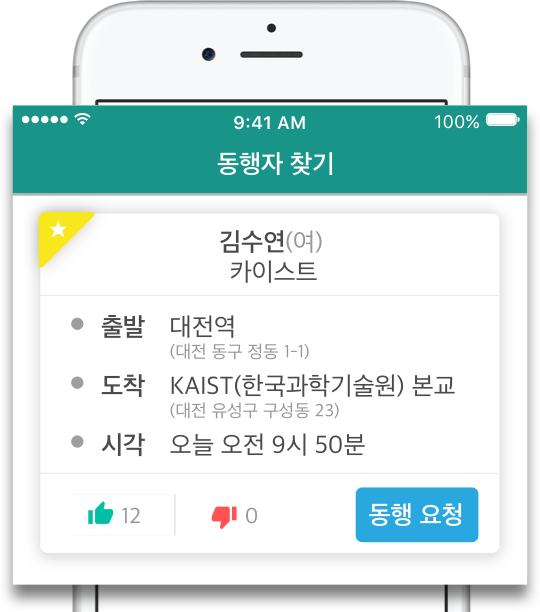 9:41 AM 100%
동행자 찾기
김수연(여)
카이스트
출발 대전역
(대전 동구 정동 1-1)
도착 KAIST(한국과학기술원) 본교
(대전 유성구 구성동 23)
시각 오늘 오전 9시 50분
12 0 동행 요청